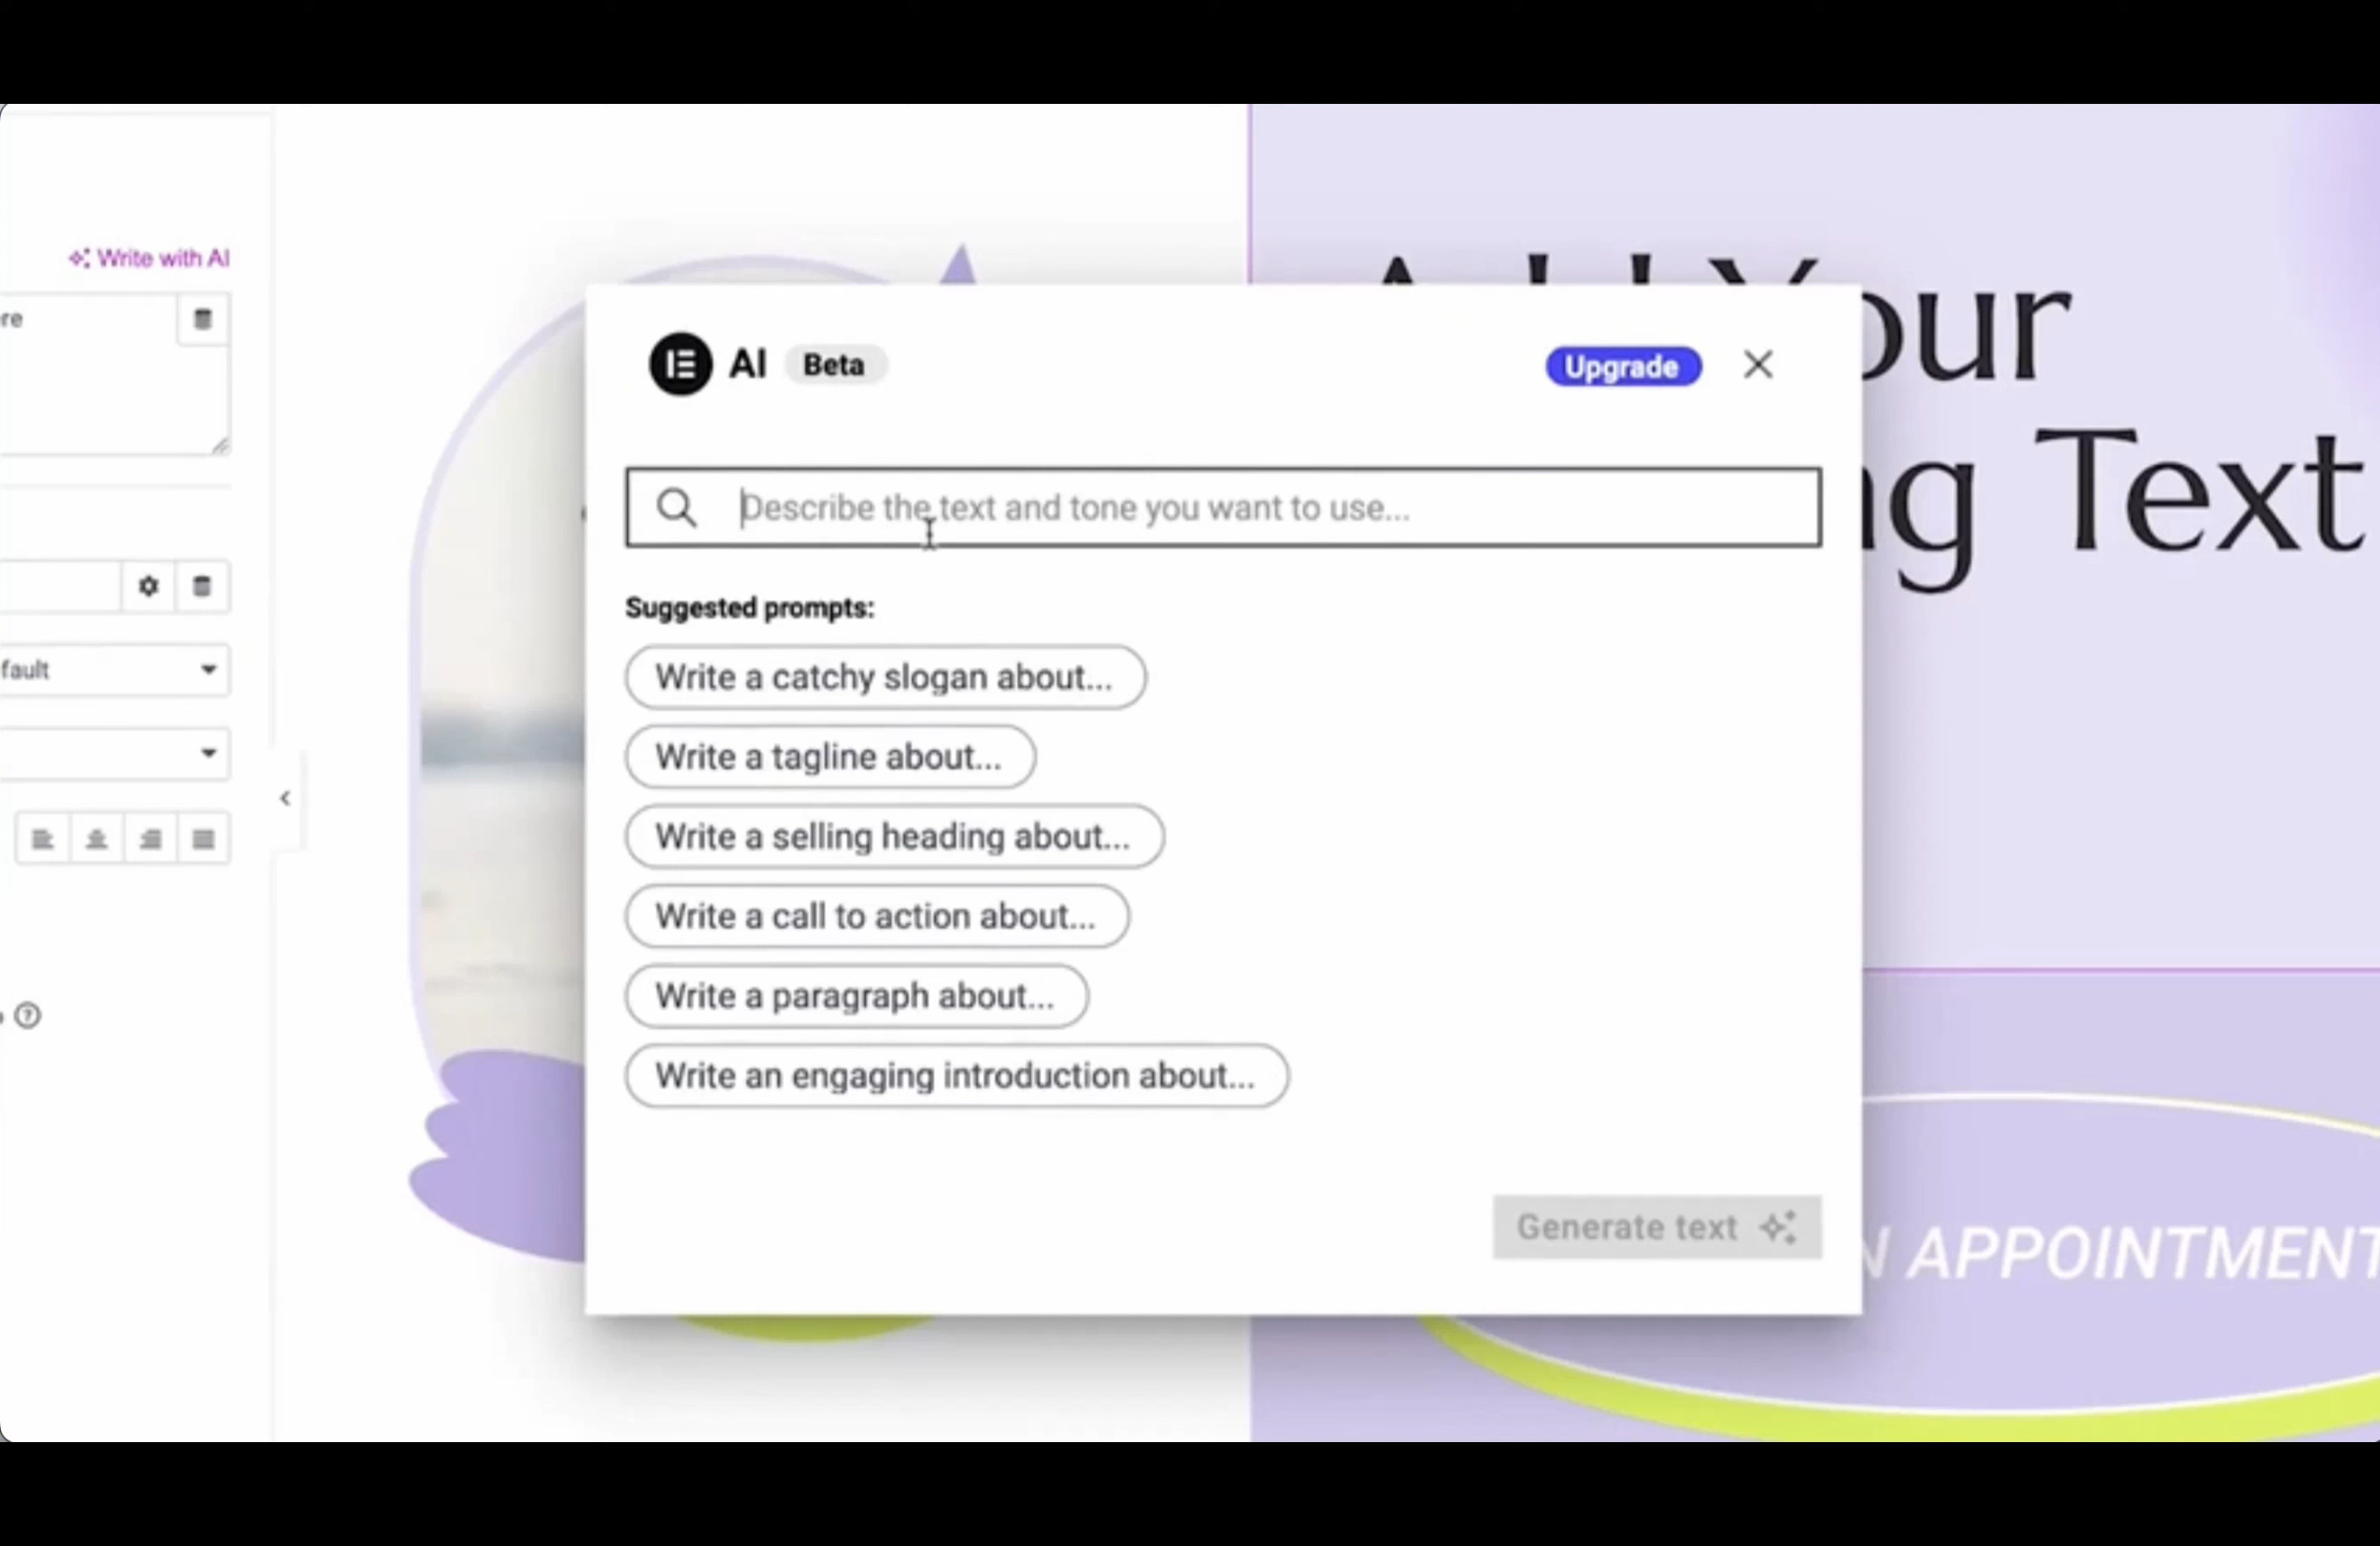 Write with AI
re
fault
AI Beta
Upgrade
Describe the text and tone you want to use...
Suggested prompts:
Write a catchy slogan about...
Write a tagline about...
Write a selling heading about...
Write a call to action about...
Write a paragraph about...
Write an engaging introduction about...
Generate text
Your
ng Text
N APPOINTMENT